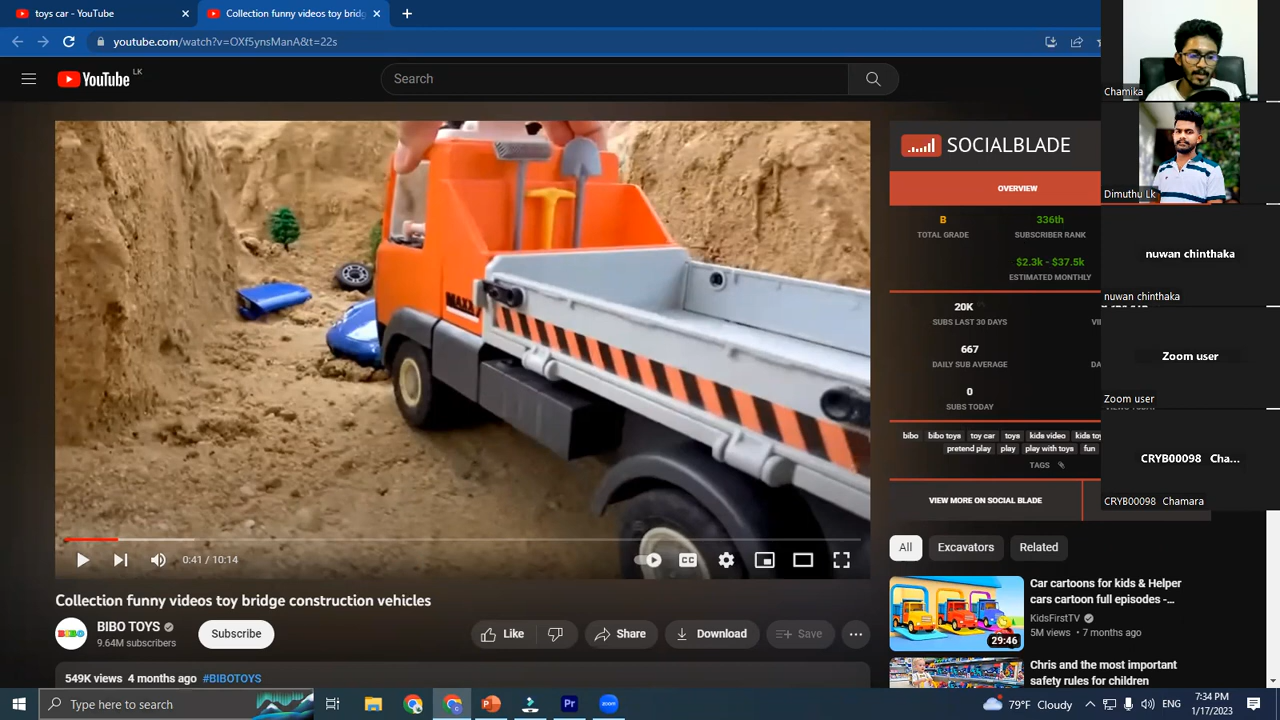 toys car - YouTube
Collection funny videos toy bridg
youtube.com/watch?v=OXf5ynsManA&t=22s
YouTube LK
Search
SOCIALBLADE
OVERVIEW
B
336th
TOTAL GRADE
SUBSCRIBER RANK
$2.3k - $37.5k
ESTIMATED MONTHLY
20K
SUBS LAST 30 DAYS
667
DAILY SUB AVERAGE
0
SUBS TODAY
bibo bibo toys toy car toys kids video kids toy
pretend play play play with toys fun
TAGS
VIEW MORE ON SOCIAL BLADE
Chamika
Dimuthu Lk
nuwan chinthaka
nuwan chinthaka
Zoom user
Zoom user
CRYB00098 Cha...
CRYB00098 Chamara
0:41 / 10:14
CC
Collection funny videos toy bridge construction vehicles
BIBO
BIBO TOYS
9.64M subscribers
Subscribe
Like
Share
Download
Save
549K views 4 months ago #BIBOTOYS
All
Excavators
Related
Car cartoons for kids & Helper
cars cartoon full episodes -...
KidsFirstTV
5M views • 7 months ago
29:46
Chris and the most important
safety rules for children
Type here to search
Pr
zoom
79°F Cloudy
ENG
7:34 PM
1/17/2023